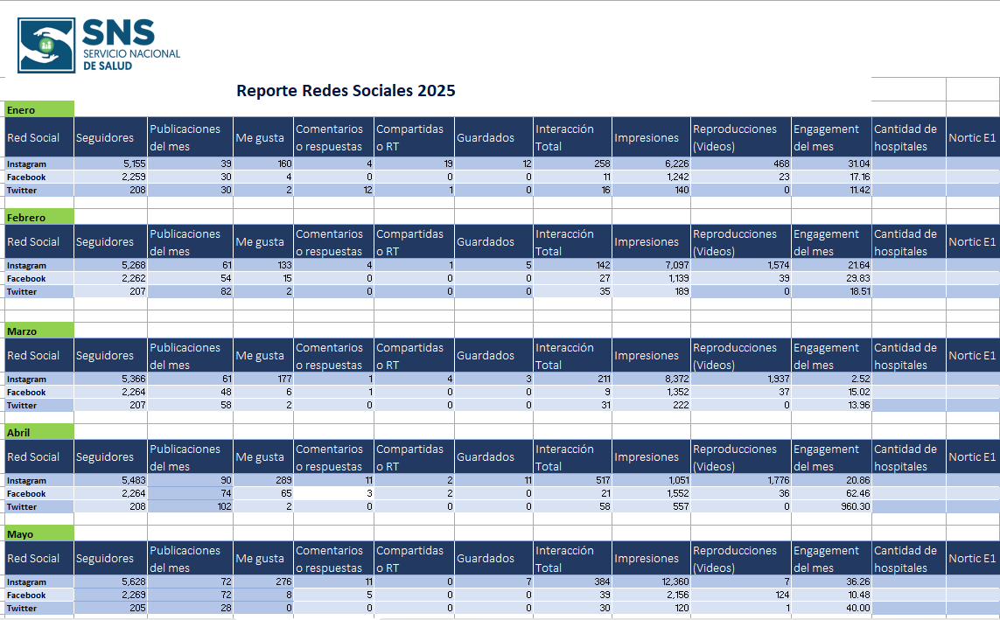 SNS
SERVICIO NACIONAL
DE SALUD
Reporte Redes Sociales 2025
Enero
Red Social Seguidores Publicaciones del mes Me gusta Comentarios o respuestas Compartidas o RT Guardados Interacción Total Impresiones Reproducciones (Videos) Engagement del mes Cantidad de hospitales Nortic E1
Instagram 5,155 39 160 4 19 12 258 6,226 468 31.04
Facebook 2,259 30 4 0 0 0 11 1,242 23 17.16
Twitter 208 30 2 12 1 0 16 140 0 11.42
Febrero
Red Social Seguidores Publicaciones del mes Me gusta Comentarios o respuestas Compartidas o RT Guardados Interacción Total Impresiones Reproducciones (Videos) Engagement del mes Cantidad de hospitales Nortic E1
Instagram 5,268 61 133 4 1 5 142 7,097 1,574 21.64
Facebook 2,262 54 15 0 0 0 27 1,139 39 29.83
Twitter 207 82 2 0 0 0 35 189 0 18.51
Marzo
Red Social Seguidores Publicaciones del mes Me gusta Comentarios o respuestas Compartidas o RT Guardados Interacción Total Impresiones Reproducciones (Videos) Engagement del mes Cantidad de hospitales Nortic E1
Instagram 5,366 61 177 1 4 3 211 8,372 1,937 2.52
Facebook 2,264 48 6 1 0 0 9 1,352 37 15.02
Twitter 207 58 2 0 0 0 31 222 0 13.96
Abril
Red Social Seguidores Publicaciones del mes Me gusta Comentarios o respuestas Compartidas o RT Guardados Interacción Total Impresiones Reproducciones (Videos) Engagement del mes Cantidad de hospitales Nortic E1
Instagram 5,483 90 289 11 2 11 517 1,051 1,776 20.86
Facebook 2,264 74 65 3 2 0 21 1,552 36 62.46
Twitter 208 102 2 0 0 0 58 557 0 960.30
Mayo
Red Social Seguidores Publicaciones del mes Me gusta Comentarios o respuestas Compartidas o RT Guardados Interacción Total Impresiones Reproducciones (Videos) Engagement del mes Cantidad de hospitales Nortic E1
Instagram 5,628 72 276 11 0 7 384 12,360 7 36.26
Facebook 2,269 72 8 5 0 0 39 2,156 124 10.48
Twitter 205 28 0 0 0 0 30 120 1 40.00